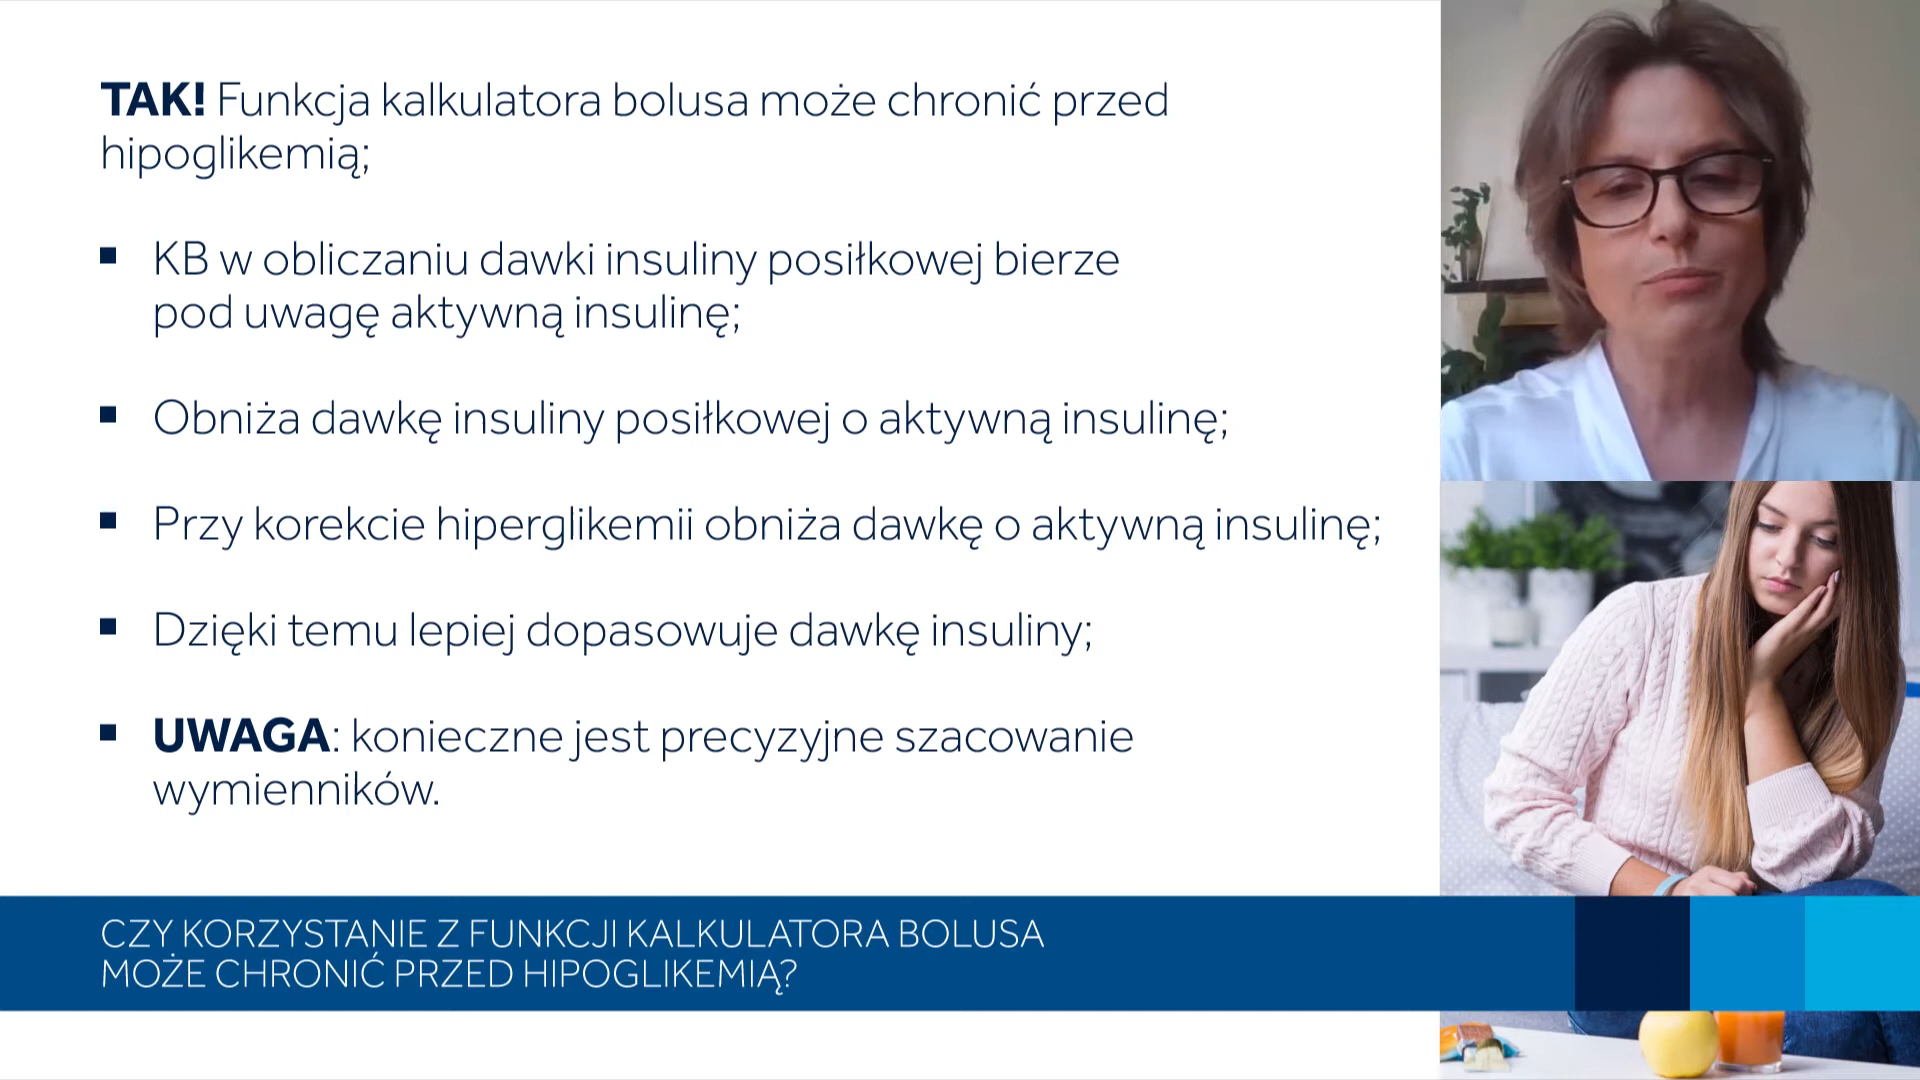 TAK! Funkcja kalkulatora bolusa może chronić przed
hipoglikemią;
KB w obliczaniu dawki insuliny posiłkowej bierze
pod uwagę aktywną insulinę;
Obniża dawkę insuliny posiłkowej o aktywną insulinę;
Przy korekcie hiperglikemii obniża dawkę o aktywną insulinę;
Dzięki temu lepiej dopasowuje dawkę insuliny;
UWAGA: konieczne jest precyzyjne szacowanie
wymienników.
CZY KORZYSTANIE Z FUNKCJI KALKULATORA BOLUSA
MOŻE CHRONIĆ PRZED HIPOGLIKEMIĄ?